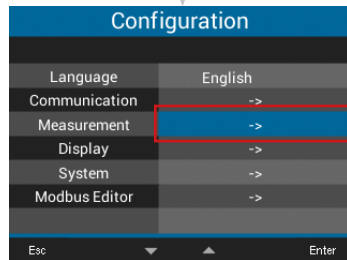 Configuration
Language English
Communication ->
Measurement ->
Display ->
System ->
Modbus Editor ->
Esc Enter